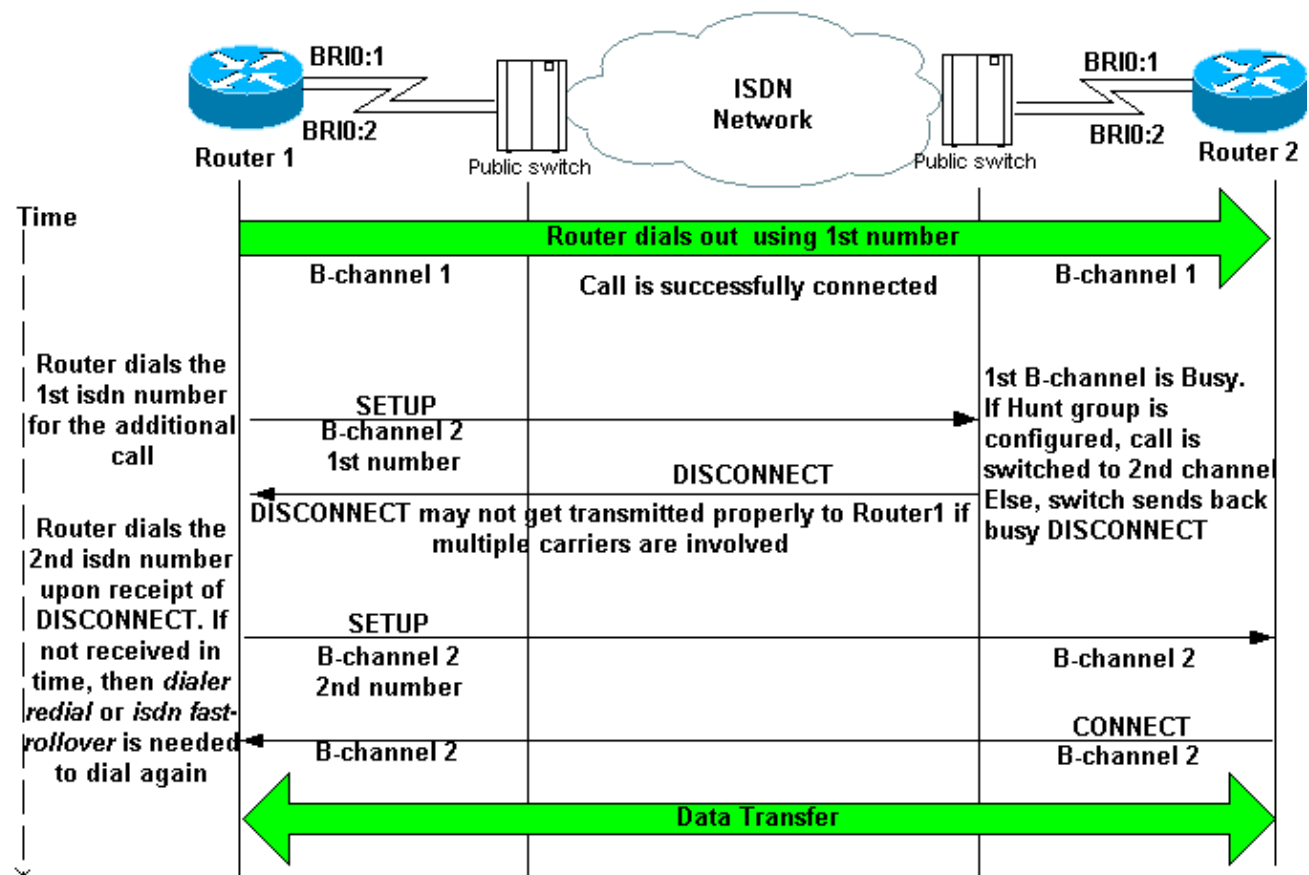 BRI0:1
BRI0:2
Router 1
Public switch
ISDN
Network
Public switch
BRI0:1
BRI0:2
Router 2
Time
Router dials out using 1st number
B-channel 1
Call is successfully connected
B-channel 1
Router dials the
1st isdn number
for the additional
call
SETUP
B-channel 2
1st number
1st B-channel is Busy.
If Hunt group is
configured, call is
switched to 2nd channel
Else, switch sends back
busy DISCONNECT
DISCONNECT
DISCONNECT may not get transmitted properly to Router1 if
multiple carriers are involved
Router dials the
2nd isdn number
upon receipt of
DISCONNECT. If
not received in
time, then dialer
redial or isdn fast-
rollover is needed
to dial again
SETUP
B-channel 2
2nd number
B-channel 2
CONNECT
B-channel 2
B-channel 2
Data Transfer